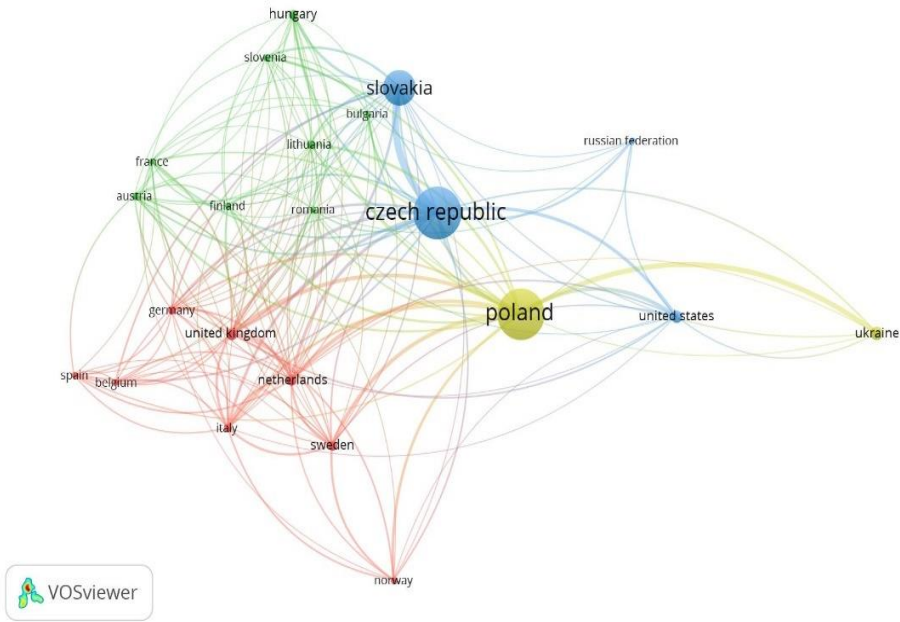 hungary
slovenia
slovakia
bulgaria
russian federation
lithuania
france
austria
finland
romania
czech republic
germany
poland
united states
united kingdom
ukraine
spain
belgium
netherlands
italy
sweden
norway
VOSviewer